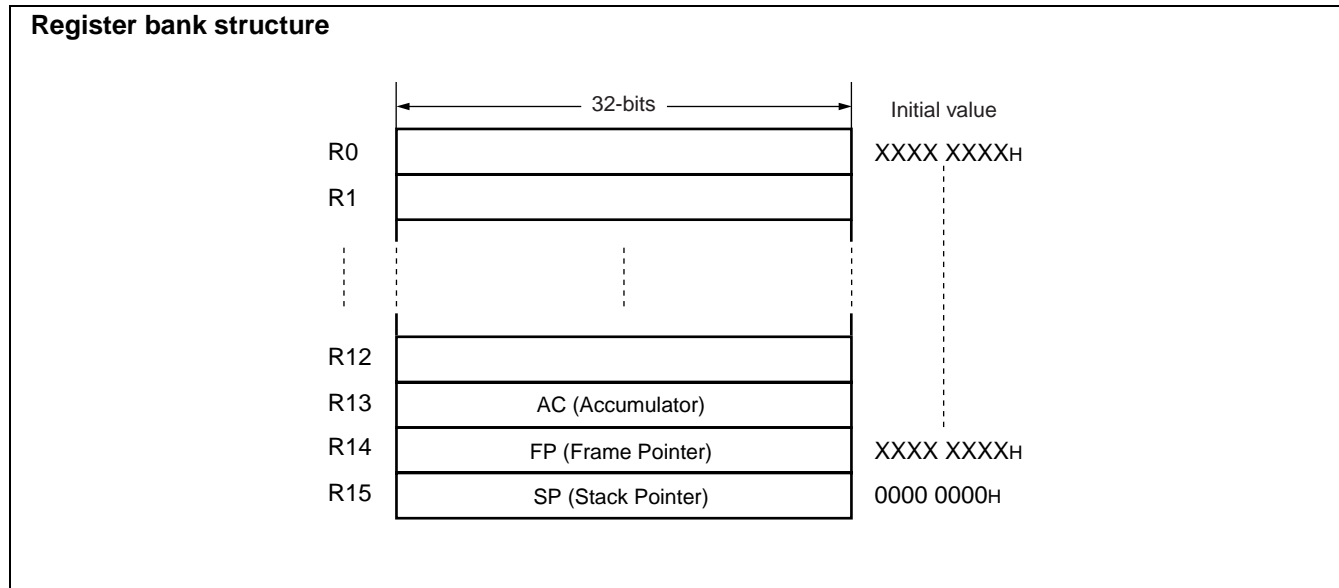 Register bank structure
32-bits
Initial value
R0 XXXX XXXXH
R1
R12
R13 AC (Accumulator)
R14 FP (Frame Pointer) XXXX XXXXH
R15 SP (Stack Pointer) 0000 0000H